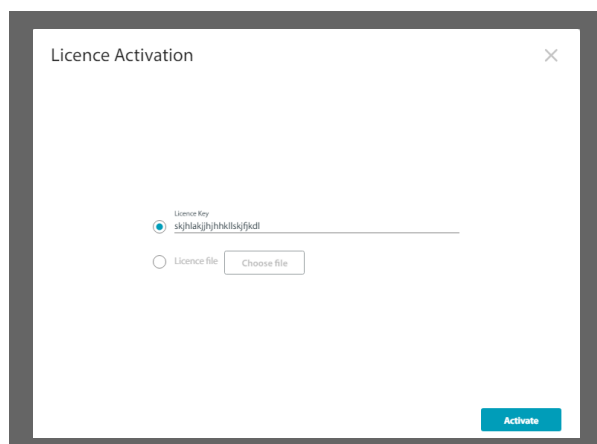 Licence Activation
Licence Key
skjhlakjjhjhhkllskjfjkdl
Licence file
Choose file
Activate